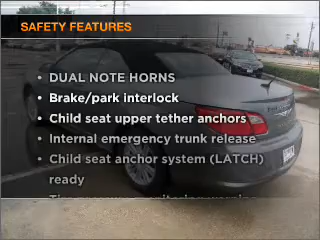 SAFETY FEATURES
• DUAL NOTE HORNS
• Brake/park interlock
• Child seat upper tether anchors
• Internal emergency trunk release
• Child seat anchor system (LATCH)
ready